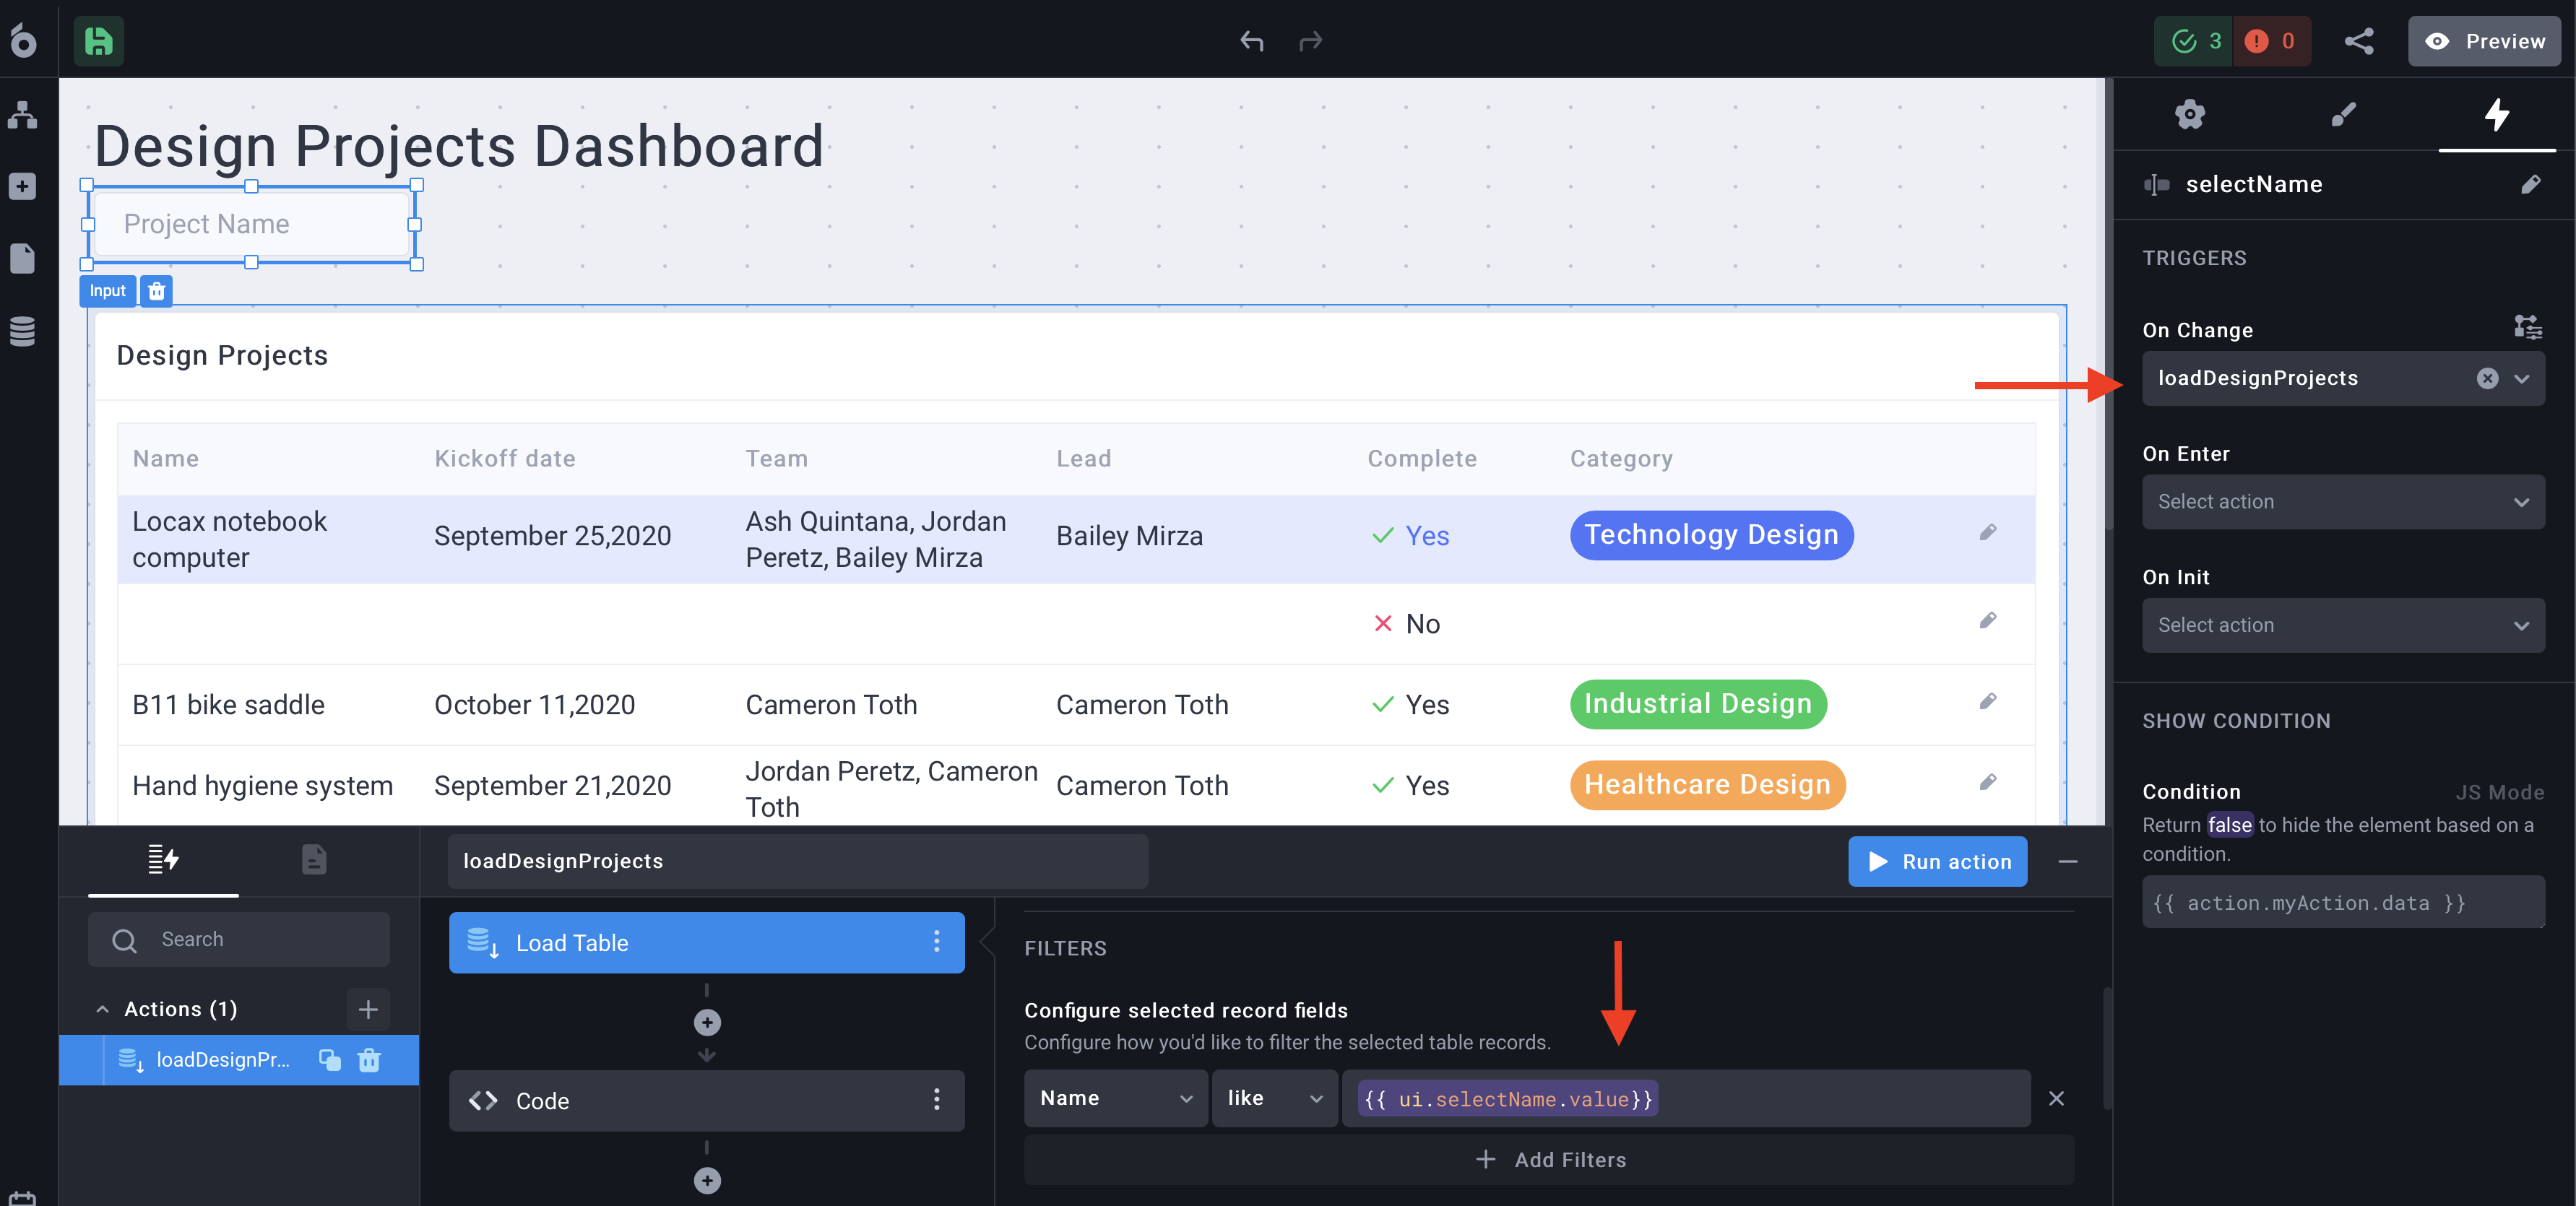 3
0
Preview
Design Projects Dashboard
Project Name
Input
Design Projects
Name Kickoff date Team Lead Complete Category
Locax notebook
computer
September 25,2020
Ash Quintana, Jordan
Peretz, Bailey Mirza
Bailey Mirza
Yes
Technology Design
No
B11 bike saddle October 11,2020 Cameron Toth Cameron Toth Yes Industrial Design
Hand hygiene system September 21,2020
Jordan Peretz, Cameron
Toth
Cameron Toth
Yes
Healthcare Design
selectName
TRIGGERS
On Change
loadDesignProjects
On Enter
Select action
On Init
Select action
SHOW CONDITION
Condition JS Mode
Return false to hide the element based on a
condition.
{{ action.myAction.data }}
Search
Actions (1)
loadDesignPr...
loadDesignProjects
Run action
Load Table
Code
FILTERS
Configure selected record fields
Configure how you'd like to filter the selected table records.
Name like {{ ui.selectName.value}}
Add Filters